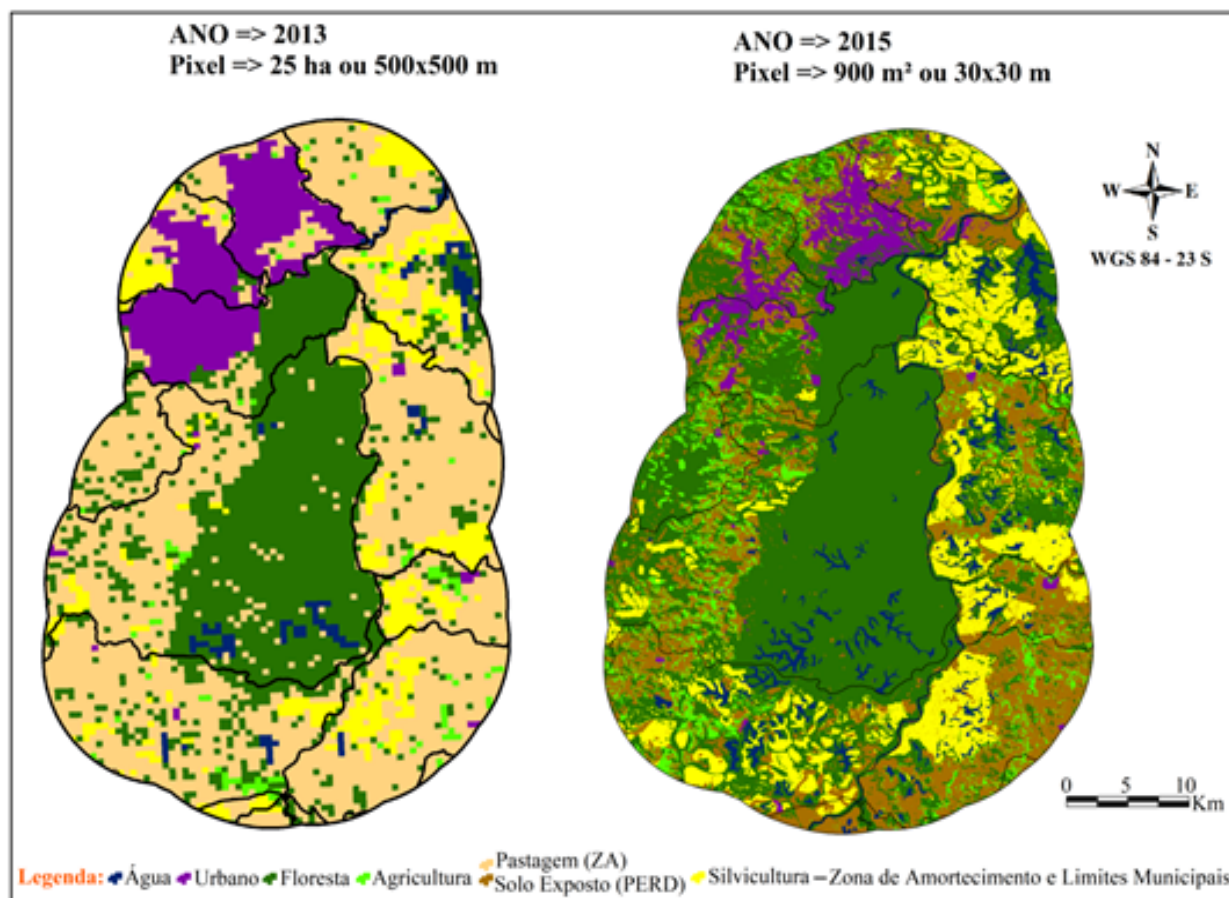 ANO => 2013
Pixel => 25 ha ou 500x500 m
ANO => 2015
Pixel => 900 m² ou 30x30 m
N
W E
S
WGS 84 - 23 S
0 5 10
Km
Legenda: Água Urbano Floresta Agricultura Pastagem (ZA)
Solo Exposto (PERD) Silvicultura Zona de Amortecimento e Limites Municipais